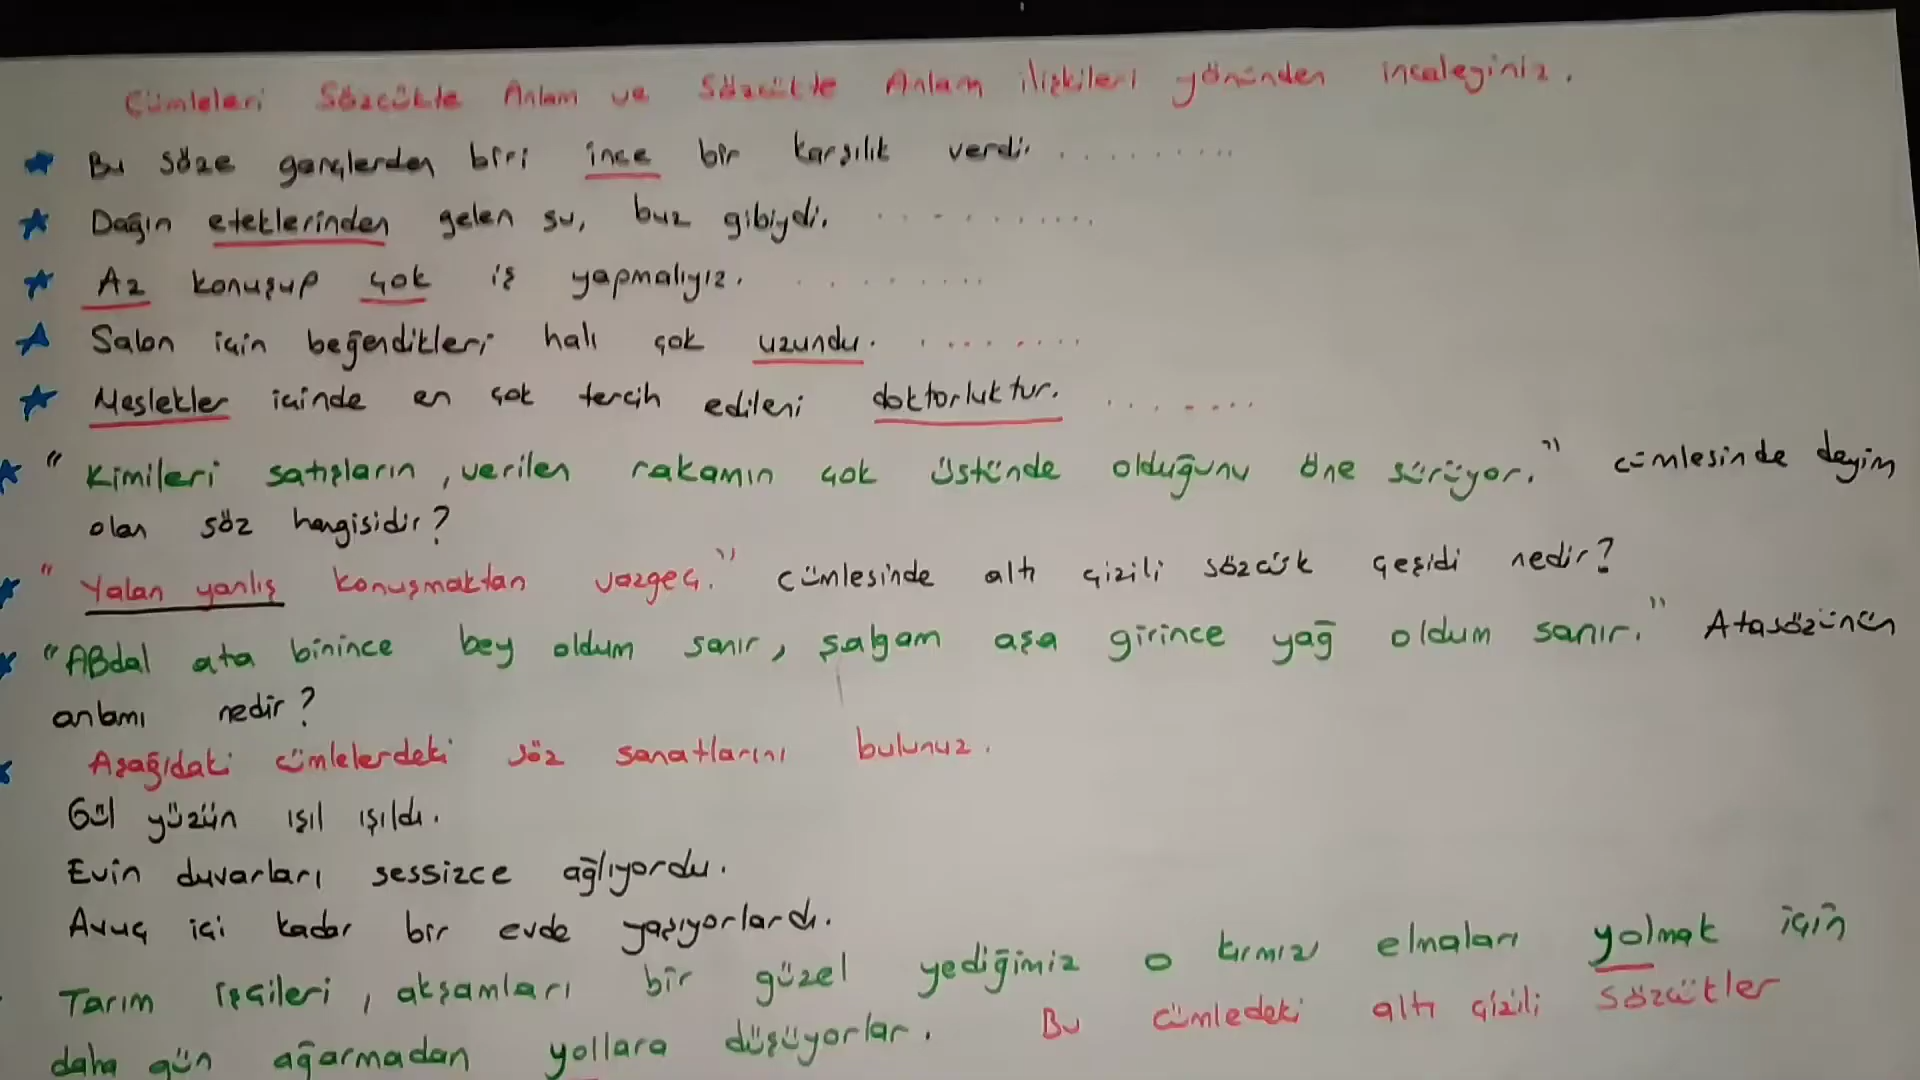 Cümleleri Sözcükte Anlam ve Sözcükte Anlam ilişkileri yönünden inceleyiniz.
Bu söze gençlerden biri ince bir karşılık verdi. ..........
Dağın eteklerinden gelen su, buz gibiydi. ..........
Az konuşup çok iş yapmalıyız. .........
Salon için beğendikleri halı çok uzundu. ........
Meslekler içinde en çok tercih edileni doktorluktur. ........
"Kimileri satışların, verilen rakamın çok üstünde olduğunu öne sürüyor." cümlesinde deyim
olan söz hangisidir?
"Yalan yanlış konuşmaktan vazgeç." cümlesinde altı çizili sözcük çeşidi nedir?
"ABdal ata binince bey oldum sanır, şalgam aşa girince yağ oldum sanır." Atasözünün
anlamı nedir?
Aşağıdaki cümlelerdeki söz sanatlarını bulunuz.
Gül yüzün ışıl ışıldı.
Evin duvarları sessizce ağlıyordu.
Avuç içi kadar bir evde yaşıyorlardı.
Tarım işçileri, akşamları bir güzel yediğimiz o kırmızı elmaları yolmak için
daha gün ağarmadan yollara düşüyorlar. Bu cümledeki altı çizili sözcükler